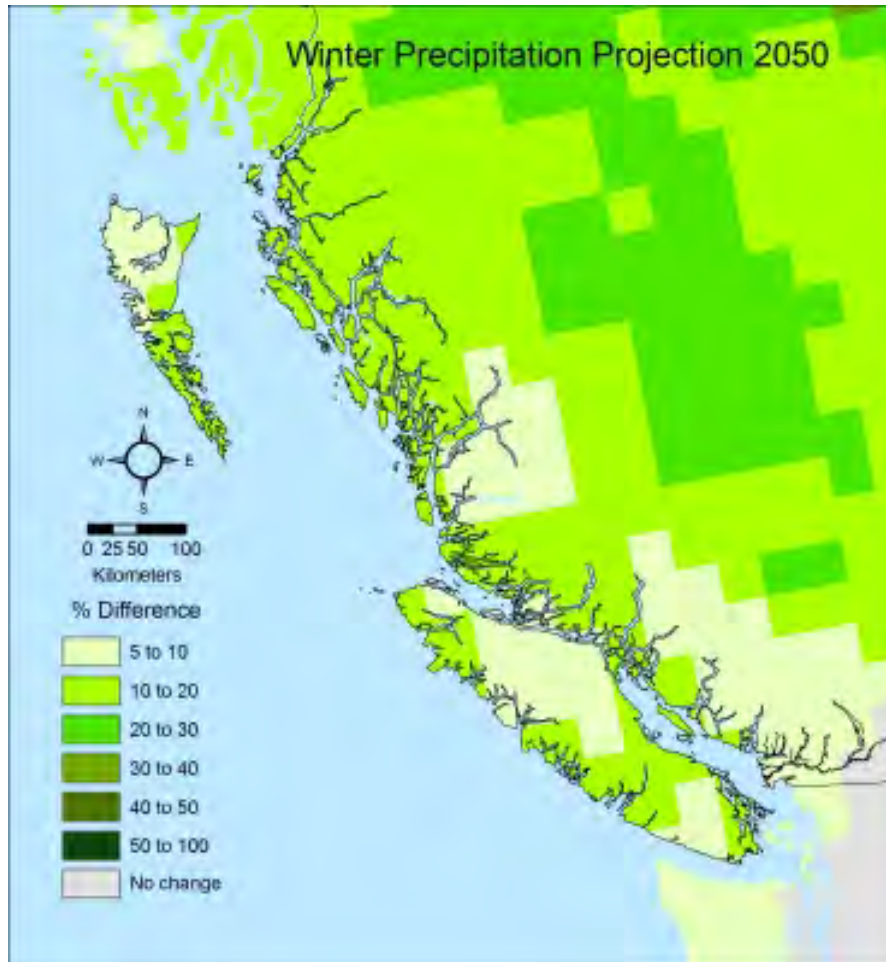 Winter Precipitation Projection 2050
N
W E
S
0 25 50 100
Kilometers
% Difference
5 to 10
10 to 20
20 to 30
30 to 40
40 to 50
50 to 100
No change